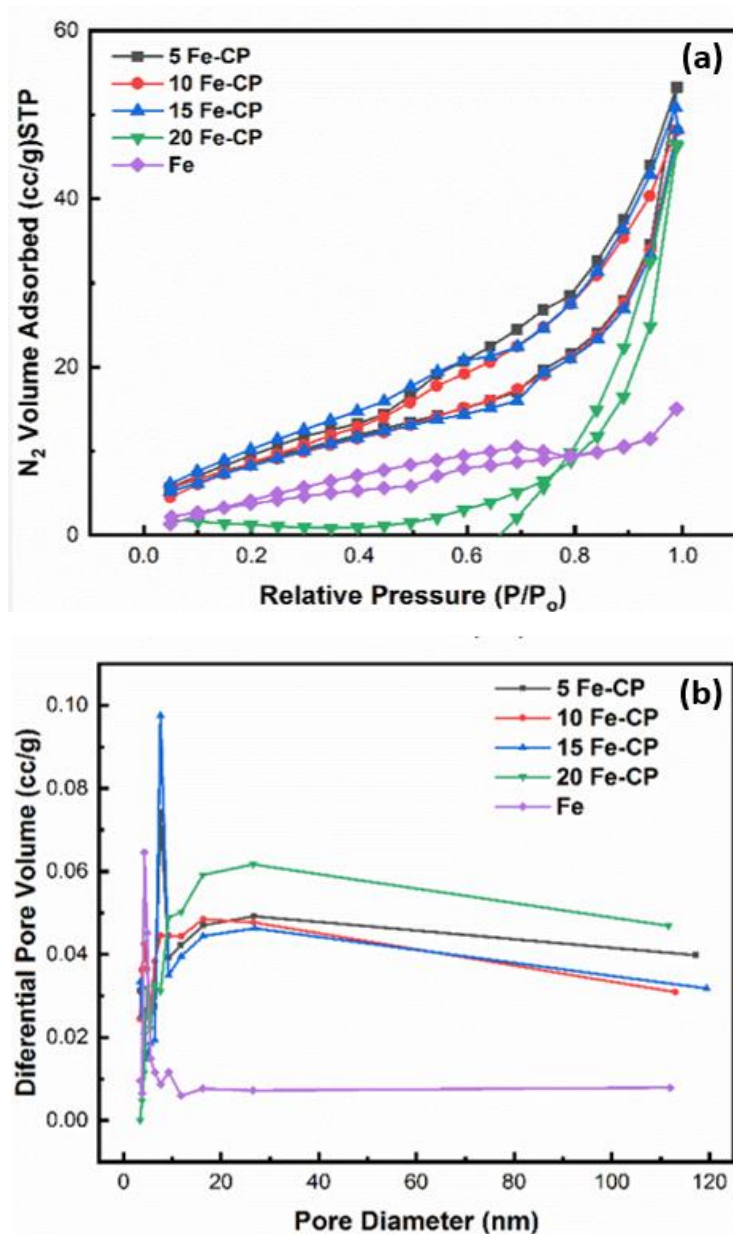 (a)
5 Fe-CP
10 Fe-CP
15 Fe-CP
20 Fe-CP
Fe
N₂ Volume Adsorbed (cc/g)STP
60
40
20
0
0.0 0.2 0.4 0.6 0.8 1.0
Relative Pressure (P/Pₒ)
(b)
5 Fe-CP
10 Fe-CP
15 Fe-CP
20 Fe-CP
Fe
Diferential Pore Volume (cc/g)
0.10
0.08
0.06
0.04
0.02
0.00
0 20 40 60 80 100 120
Pore Diameter (nm)